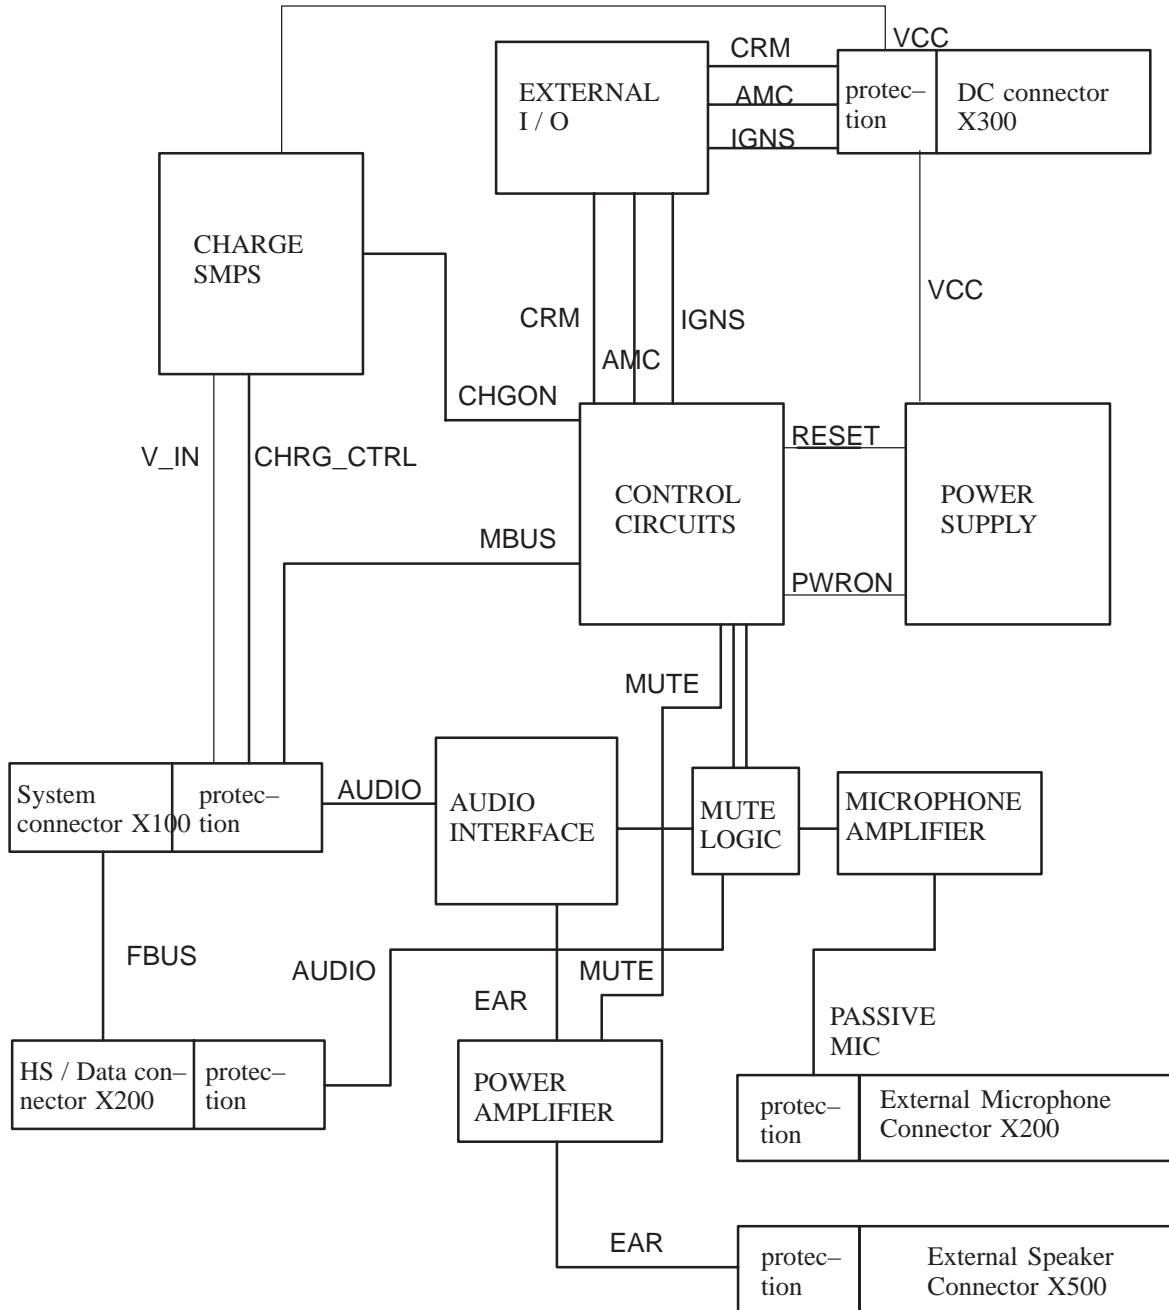 VCC
CRM
EXTERNAL
I / O
AMC
IGNS
protec–
tion
DC connector
X300
CHARGE
SMPS
VCC
CRM
IGNS
AMC
CHGON
V_IN
CHRG_CTRL
RESET
CONTROL
CIRCUITS
POWER
SUPPLY
MBUS
PWRON
MUTE
System
connector X100
protec–
tion
AUDIO
AUDIO
INTERFACE
MUTE
LOGIC
MICROPHONE
AMPLIFIER
FBUS
AUDIO
MUTE
EAR
PASSIVE
MIC
HS / Data con–
nector X200
protec–
tion
POWER
AMPLIFIER
protec–
tion
External Microphone
Connector X200
EAR
protec–
tion
External Speaker
Connector X500